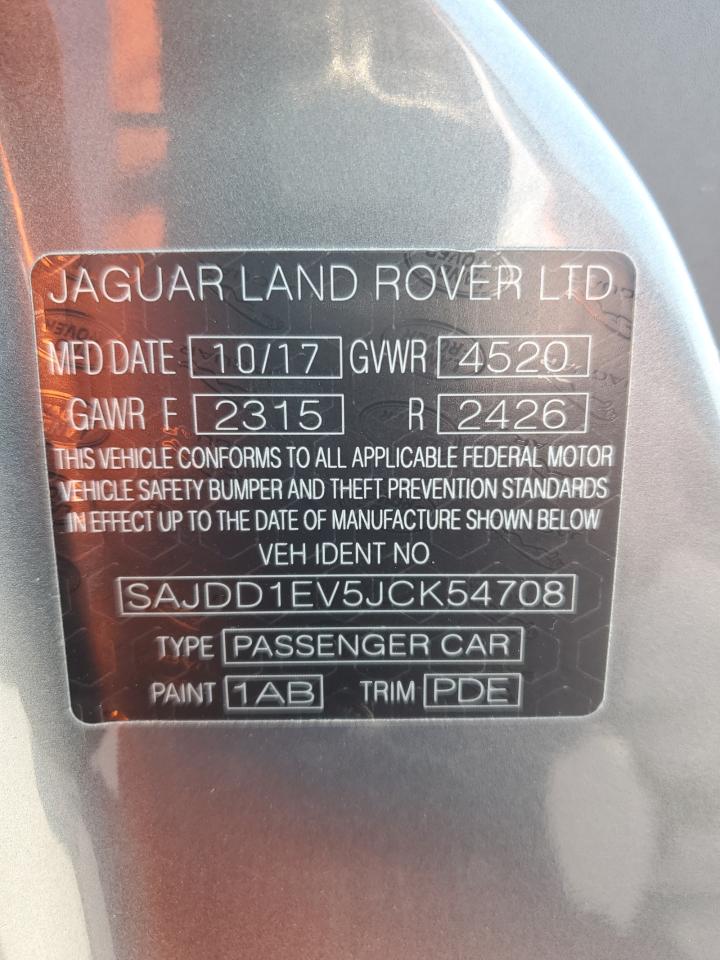 JAGUAR LAND ROVER LTD
MFD DATE 10/17 GVWR 4520
GAWR F 2315 R 2426
THIS VEHICLE CONFORMS TO ALL APPLICABLE FEDERAL MOTOR
VEHICLE SAFETY BUMPER AND THEFT PREVENTION STANDARDS
IN EFFECT UP TO THE DATE OF MANUFACTURE SHOWN BELOW
VEH IDENT NO.
SAJDD1EV5JCK54708
TYPE PASSENGER CAR
PAINT 1AB TRIM PDE